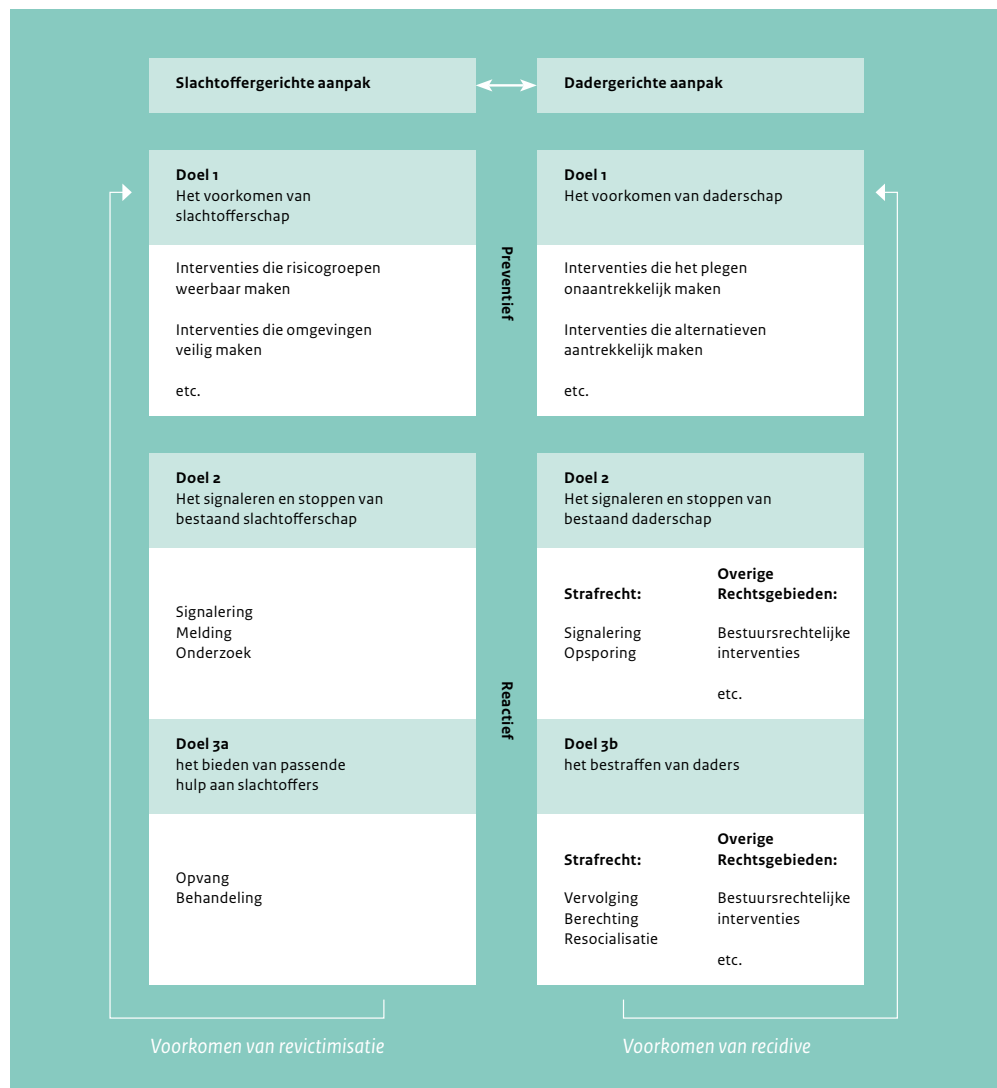 Slachtoffergerichte aanpak
Dadergerichte aanpak
Doel 1
Het voorkomen van
slachtofferschap
Interventies die risicogroepen
weerbaar maken
Interventies die omgevingen
veilig maken
etc.
Preventief
Doel 1
Het voorkomen van daderschap
Interventies die het plegen
onaantrekkelijk maken
Interventies die alternatieven
aantrekkelijk maken
etc.
Doel 2
Het signaleren en stoppen van
bestaand slachtofferschap
Signalering
Melding
Onderzoek
Reactief
Doel 2
Het signaleren en stoppen van
bestaand daderschap
Strafrecht:
Signalering
Opsporing
Overige
Rechtsgebieden:
Bestuursrechtelijke
interventies
etc.
Doel 3a
het bieden van passende
hulp aan slachtoffers
Opvang
Behandeling
Doel 3b
het bestraffen van daders
Strafrecht:
Vervolging
Berechting
Resocialisatie
Overige
Rechtsgebieden:
Bestuursrechtelijke
interventies
etc.
Voorkomen van revictimisatie
Voorkomen van recidive